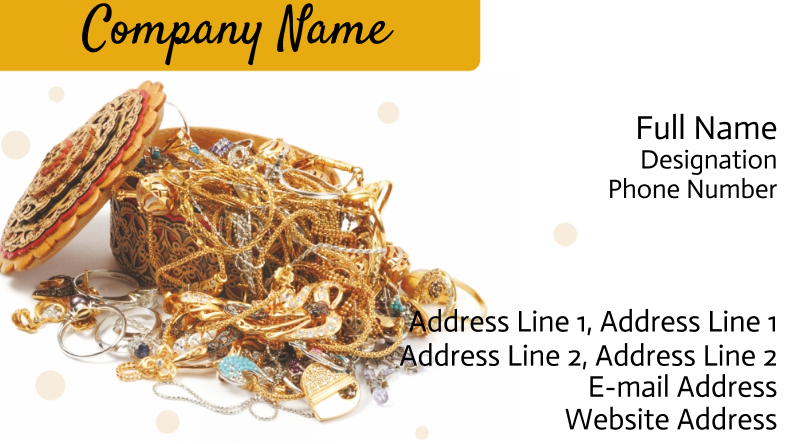 Company Name
Full Name
Designation
Phone Number
Address Line 1, Address Line 1
Address Line 2, Address Line 2
E-mail Address
Website Address